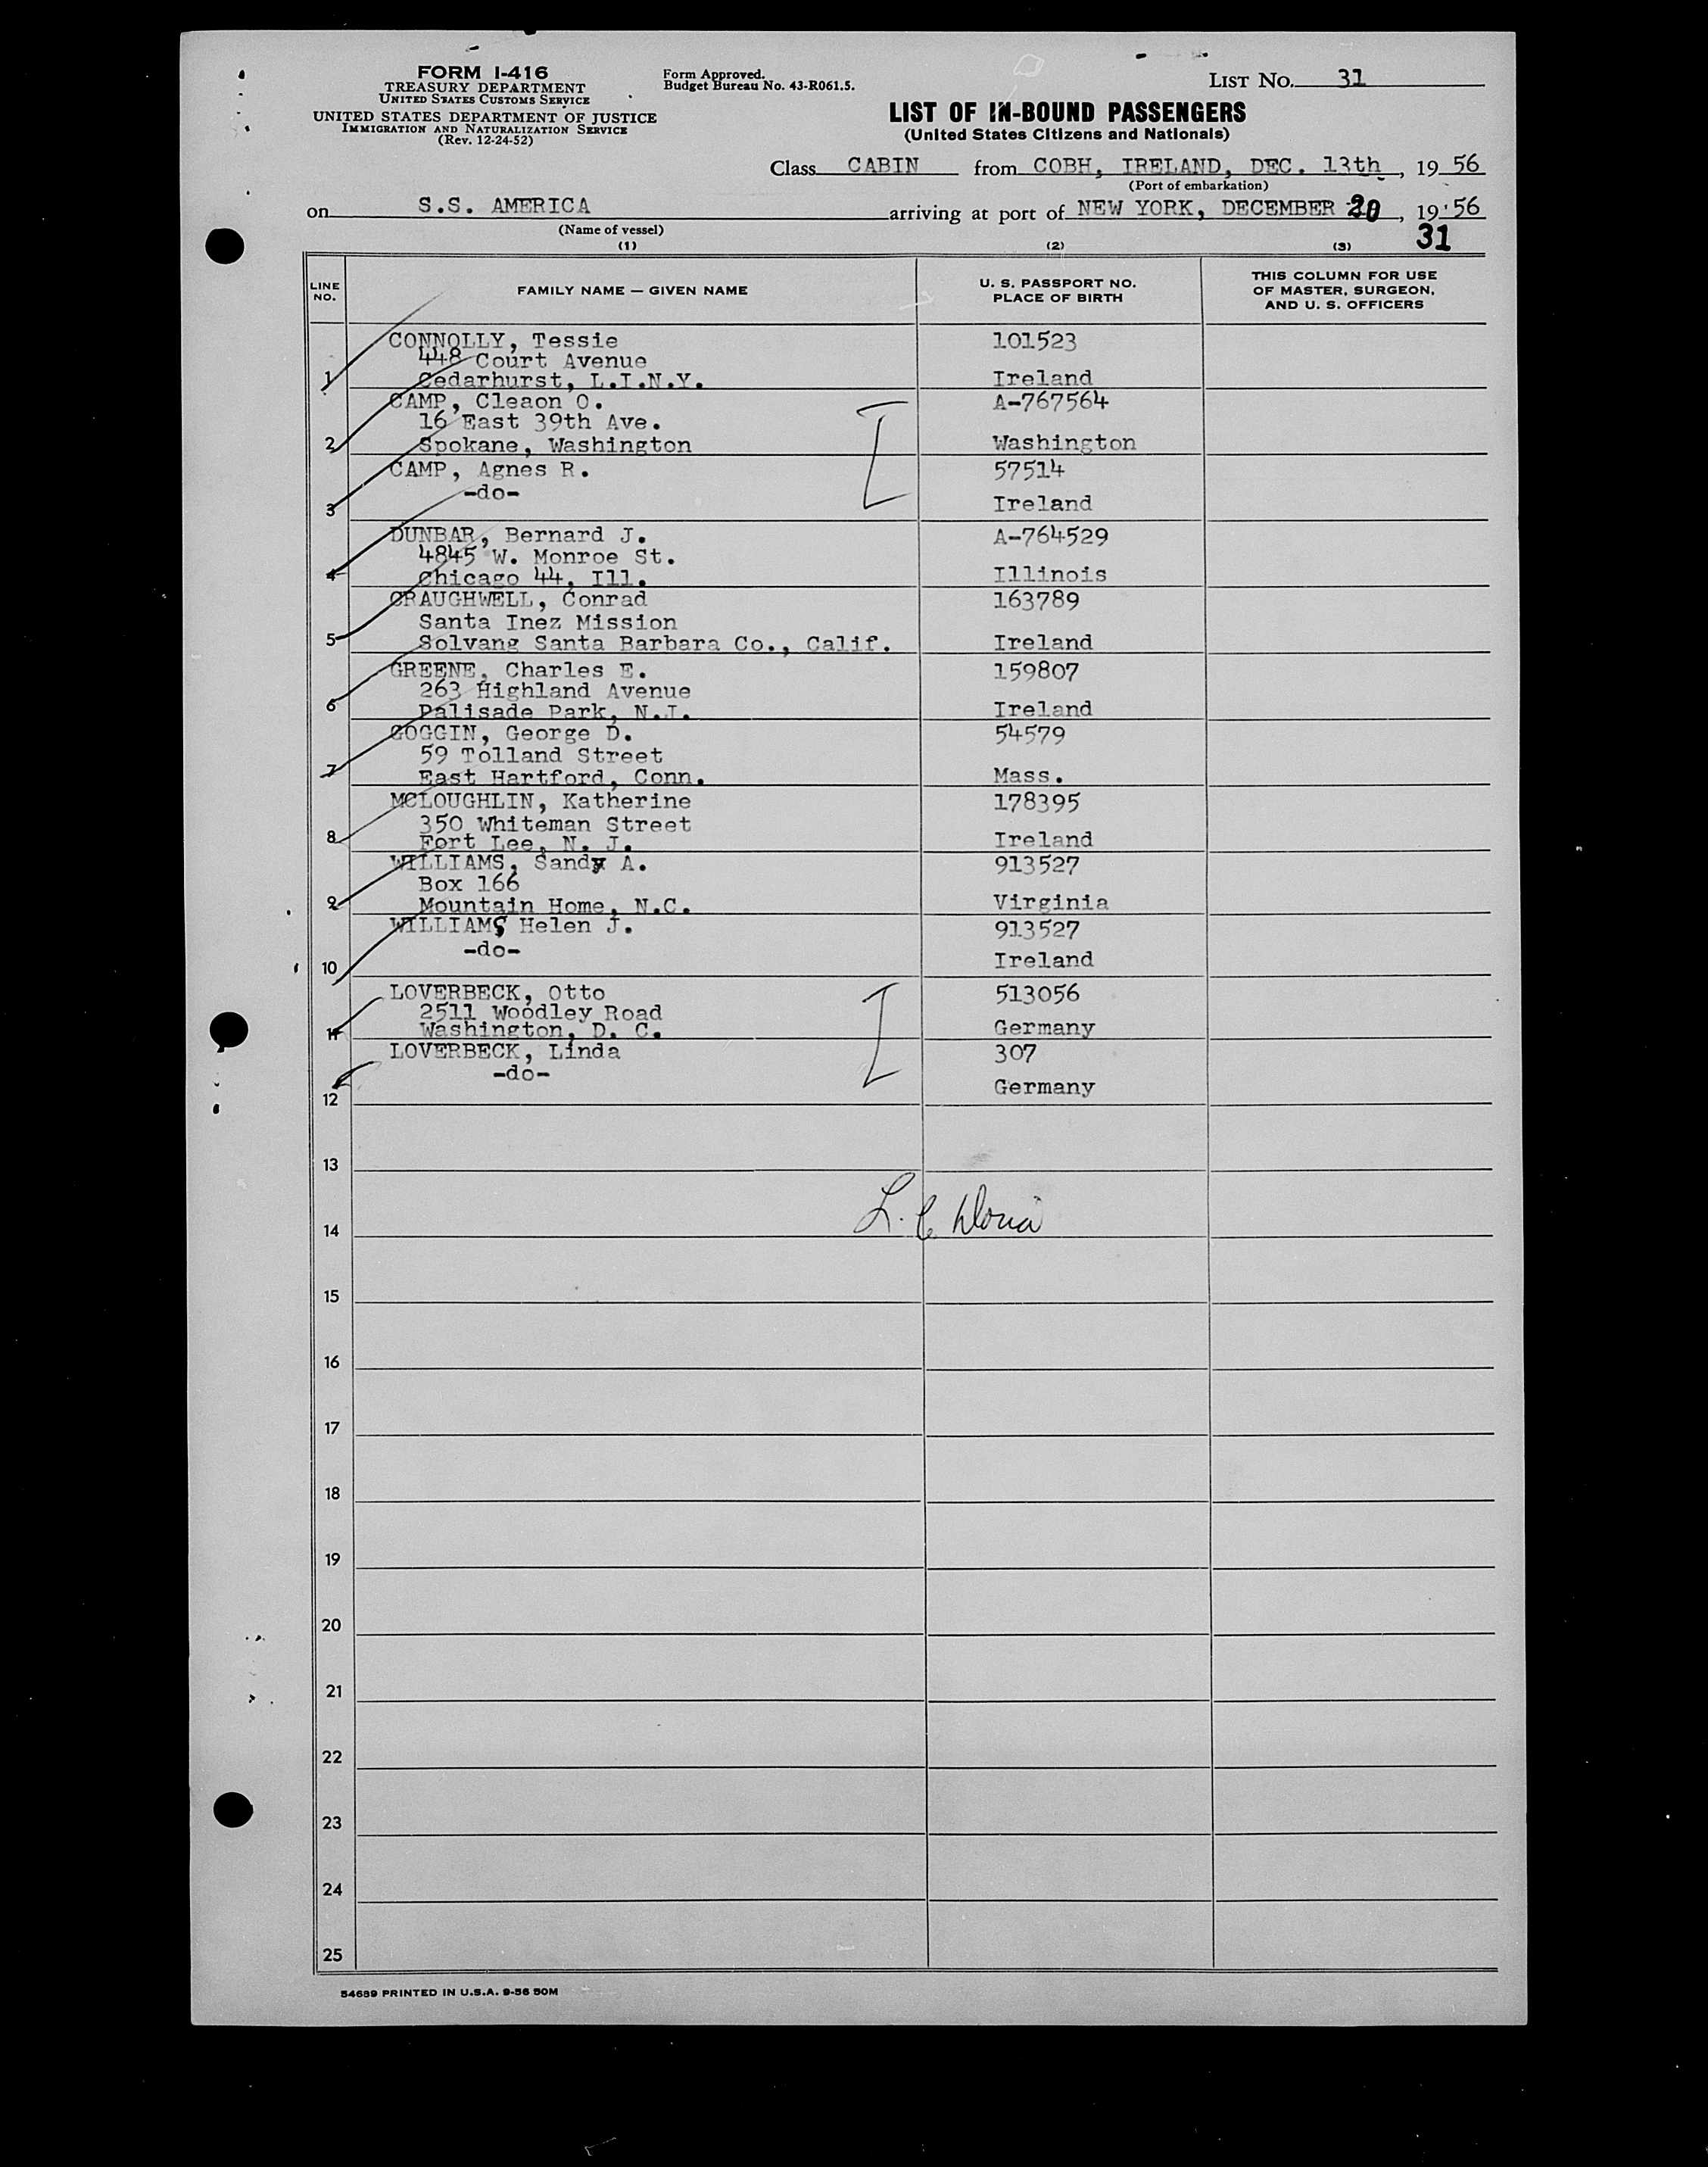 FORM I-416
TREASURY DEPARTMENT
UNITED STATES CUSTOMS SERVICE
UNITED STATES DEPARTMENT OF JUSTICE
IMMIGRATION AND NATURALIZATION SERVICE
(Rev. 12-24-52)
Form Approved.
Budget Bureau No. 43-R061.5.
LIST NO. 31
LIST OF IN-BOUND PASSENGERS
(United States Citizens and Nationals)
Class CABIN from COBH, IRELAND, DEC. 13th, 19 56
(Port of embarkation)
on S.S. AMERICA arriving at port of NEW YORK, DECEMBER 20, 19 56
(Name of vessel)
31
(1) (2) (3)
LINE NO. FAMILY NAME — GIVEN NAME U. S. PASSPORT NO. PLACE OF BIRTH THIS COLUMN FOR USE OF MASTER, SURGEON, AND U. S. OFFICERS
CONNOLLY, Tessie 101523
448 Court Avenue
1 Cedarhurst, L.I.N.Y. Ireland
CAMP, Cleaon O. A-767564
16 East 39th Ave.
2 Spokane, Washington Washington
CAMP, Agnes R. 57514
-do-
3 Ireland
DUNBAR, Bernard J. A-764529
4845 W. Monroe St.
4 Chicago 44, Ill. Illinois
CRAUGHWELL, Conrad 163789
Santa Inez Mission
5 Solvang Santa Barbara Co., Calif. Ireland
GREENE, Charles E. 159807
263 Highland Avenue
6 Palisade Park, N.J. Ireland
GOGGIN, George D. 54579
59 Tolland Street
7 East Hartford, Conn. Mass.
MCLOUGHLIN, Katherine 178395
350 Whiteman Street
8 Fort Lee, N. J. Ireland
WILLIAMS, Sandy A. 913527
Box 166
9 Mountain Home, N.C. Virginia
WILLIAMS, Helen J. 913527
-do-
10 Ireland
LOVERBECK, Otto 513056
2511 Woodley Road
11 Washington, D. C. Germany
LOVERBECK, Linda 307
-do-
12 Germany
13
14 L. C.
15
16
17
18
19
20
21
22
23
24
25
54689 PRINTED IN U.S.A. 9-56 50M